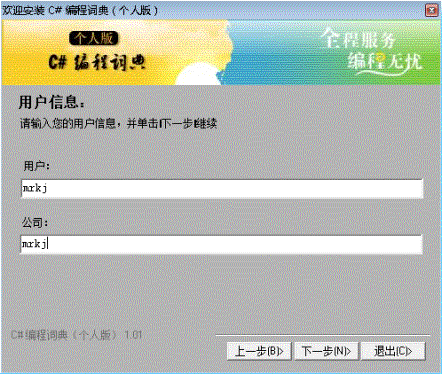 欢迎安装 C# 编程词典（个人版）
个人版
C# 编程词典
全程服务
编程无忧
用户信息：
请输入您的用户信息，并单击[下一步]继续
用户：
mrkj
公司：
mrkj
C# 编程词典（个人版） 1.01
上一步(B)>
下一步(N)>
退出(C)>